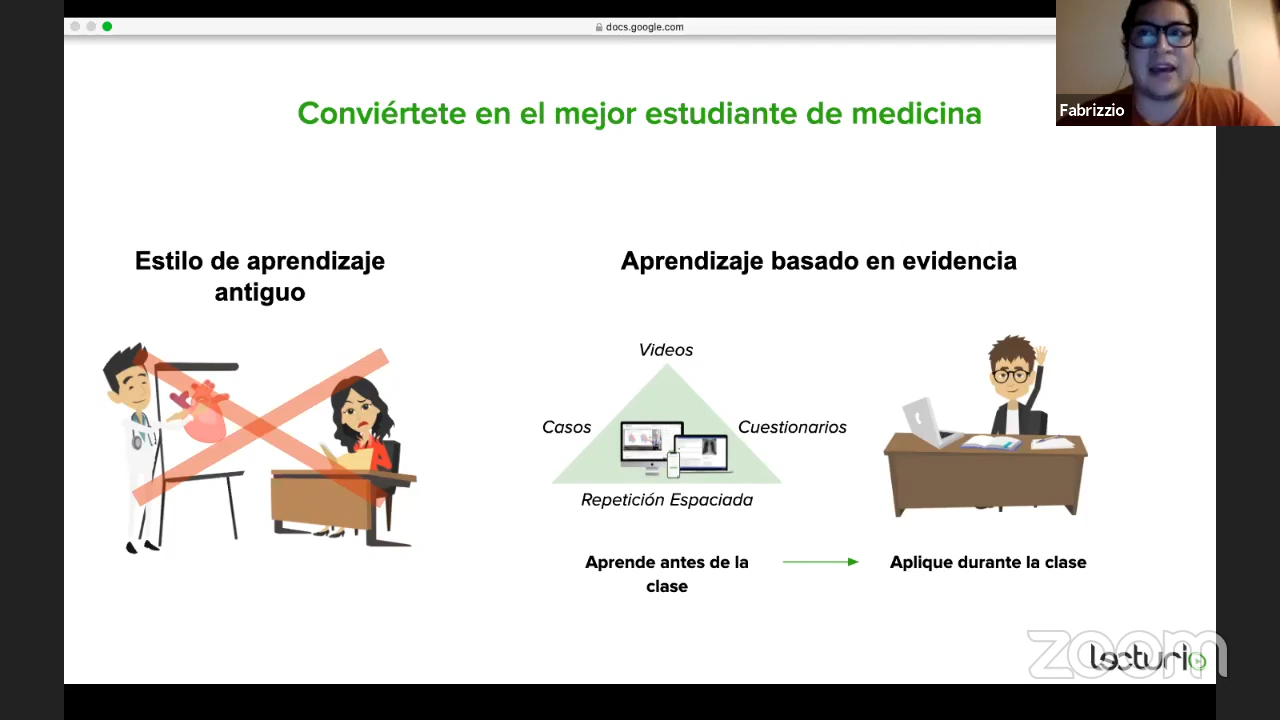 docs.google.com
Conviértete en el mejor estudiante de medicina
Fabrizzio
Estilo de aprendizaje
antiguo
Aprendizaje basado en evidencia
Videos
Casos
Cuestionarios
Repetición Espaciada
Aprende antes de la
clase
Aplique durante la clase
zoom
lecturio